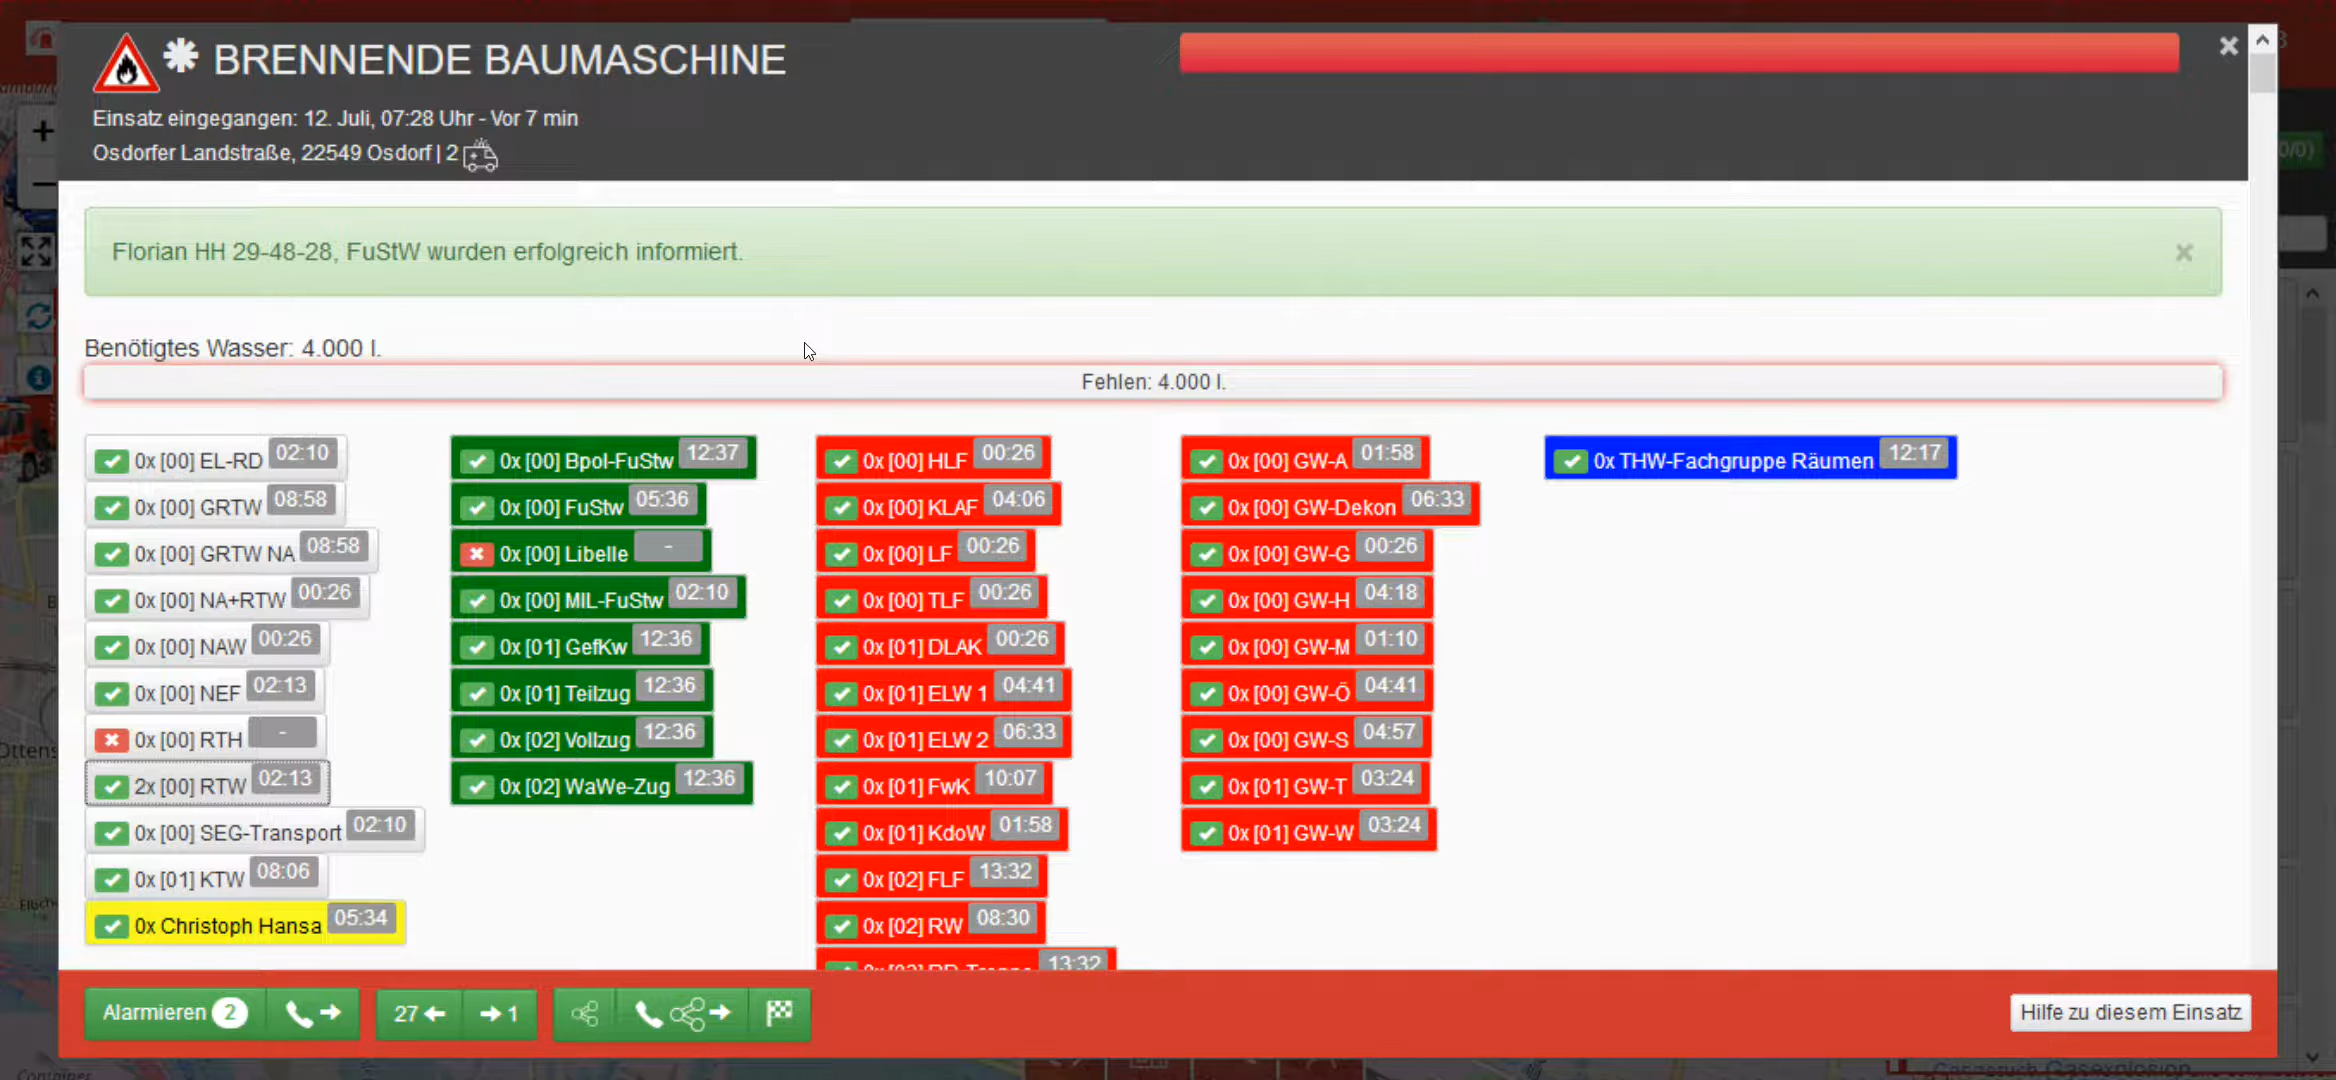 BRENNENDE BAUMASCHINE
Einsatz eingegangen: 12. Juli, 07:28 Uhr - Vor 7 min
Osdorfer Landstraße, 22549 Osdorf | 2
Florian HH 29-48-28, FuStW wurden erfolgreich informiert.
Benötigtes Wasser: 4.000 l.
Fehlen: 4.000 l.
0x [00] EL-RD 02:10
0x [00] GRTW 08:58
0x [00] GRTW NA 08:58
0x [00] NA+RTW 00:26
0x [00] NAW 00:26
0x [00] NEF 02:13
0x [00] RTH -
2x [00] RTW 02:13
0x [00] SEG-Transport 02:10
0x [01] KTW 08:06
0x Christoph Hansa 05:34
0x [00] Bpol-FuStw 12:37
0x [00] FuStw 05:36
0x [00] Libelle -
0x [00] MIL-FuStw 02:10
0x [01] GefKw 12:36
0x [01] Teilzug 12:36
0x [02] Vollzug 12:36
0x [02] WaWe-Zug 12:36
0x [00] HLF 00:26
0x [00] KLAF 04:06
0x [00] LF 00:26
0x [00] TLF 00:26
0x [01] DLAK 00:26
0x [01] ELW 1 04:41
0x [01] ELW 2 06:33
0x [01] FwK 10:07
0x [01] KdoW 01:58
0x [02] FLF 13:32
0x [02] RW 08:30
13:32
0x [00] GW-A 01:58
0x [00] GW-Dekon 06:33
0x [00] GW-G 00:26
0x [00] GW-H 04:18
0x [00] GW-M 01:10
0x [00] GW-Ö 04:41
0x [00] GW-S 04:57
0x [01] GW-T 03:24
0x [01] GW-W 03:24
0x THW-Fachgruppe Räumen 12:17
Alarmieren 2
27
1
Hilfe zu diesem Einsatz
Ottens